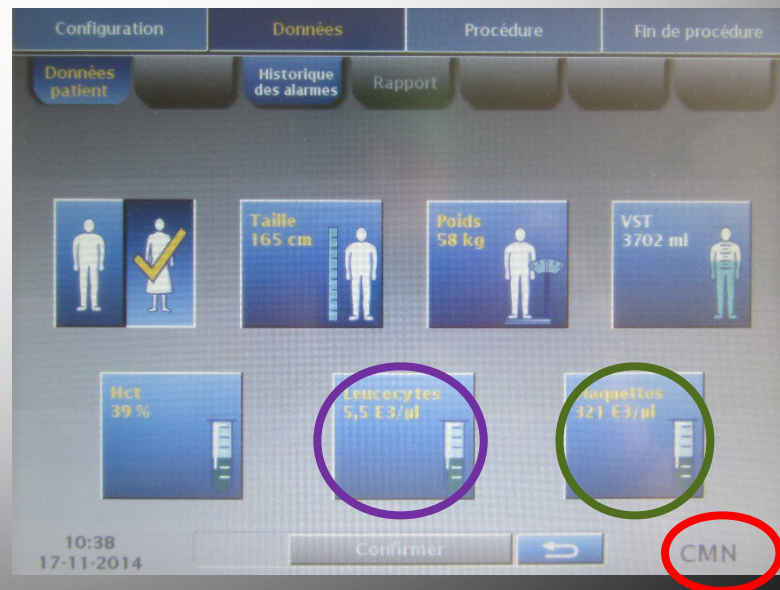 Configuration
Données
Procédure
Fin de procédure
Données
patient
Historique
des alarmes
Rapport
Taille
165 cm
Poids
58 kg
VST
3702 ml
Hct
39 %
Leucocytes
5,5 E3/µl
Plaquettes
321 E3/µl
10:38
17-11-2014
Confirmer
CMN